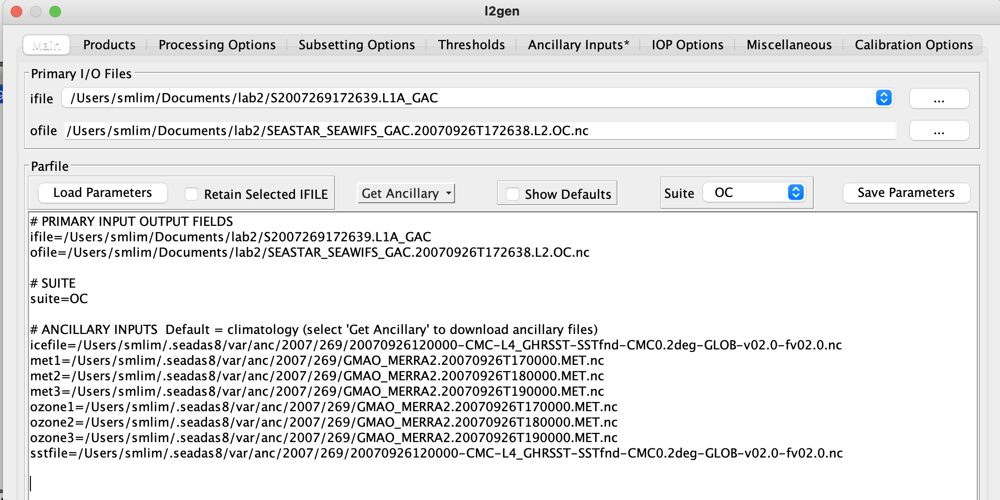 l2gen
Main Products Processing Options Subsetting Options Thresholds Ancillary Inputs* IOP Options Miscellaneous Calibration Options
Primary I/O Files
ifile /Users/smlim/Documents/lab2/S2007269172639.L1A_GAC ...
ofile /Users/smlim/Documents/lab2/SEASTAR_SEAWIFS_GAC.20070926T172638.L2.OC.nc ...
Parfile
Load Parameters Retain Selected IFILE Get Ancillary Show Defaults Suite OC Save Parameters
# PRIMARY INPUT OUTPUT FIELDS
ifile=/Users/smlim/Documents/lab2/S2007269172639.L1A_GAC
ofile=/Users/smlim/Documents/lab2/SEASTAR_SEAWIFS_GAC.20070926T172638.L2.OC.nc
# SUITE
suite=OC
# ANCILLARY INPUTS  Default = climatology (select 'Get Ancillary' to download ancillary files)
icefile=/Users/smlim/.seadas8/var/anc/2007/269/20070926120000-CMC-L4_GHRSST-SSTfnd-CMC0.2deg-GLOB-v02.0-fv02.0.nc
met1=/Users/smlim/.seadas8/var/anc/2007/269/GMAO_MERRA2.20070926T170000.MET.nc
met2=/Users/smlim/.seadas8/var/anc/2007/269/GMAO_MERRA2.20070926T180000.MET.nc
met3=/Users/smlim/.seadas8/var/anc/2007/269/GMAO_MERRA2.20070926T190000.MET.nc
ozone1=/Users/smlim/.seadas8/var/anc/2007/269/GMAO_MERRA2.20070926T170000.MET.nc
ozone2=/Users/smlim/.seadas8/var/anc/2007/269/GMAO_MERRA2.20070926T180000.MET.nc
ozone3=/Users/smlim/.seadas8/var/anc/2007/269/GMAO_MERRA2.20070926T190000.MET.nc
sstfile=/Users/smlim/.seadas8/var/anc/2007/269/20070926120000-CMC-L4_GHRSST-SSTfnd-CMC0.2deg-GLOB-v02.0-fv02.0.nc